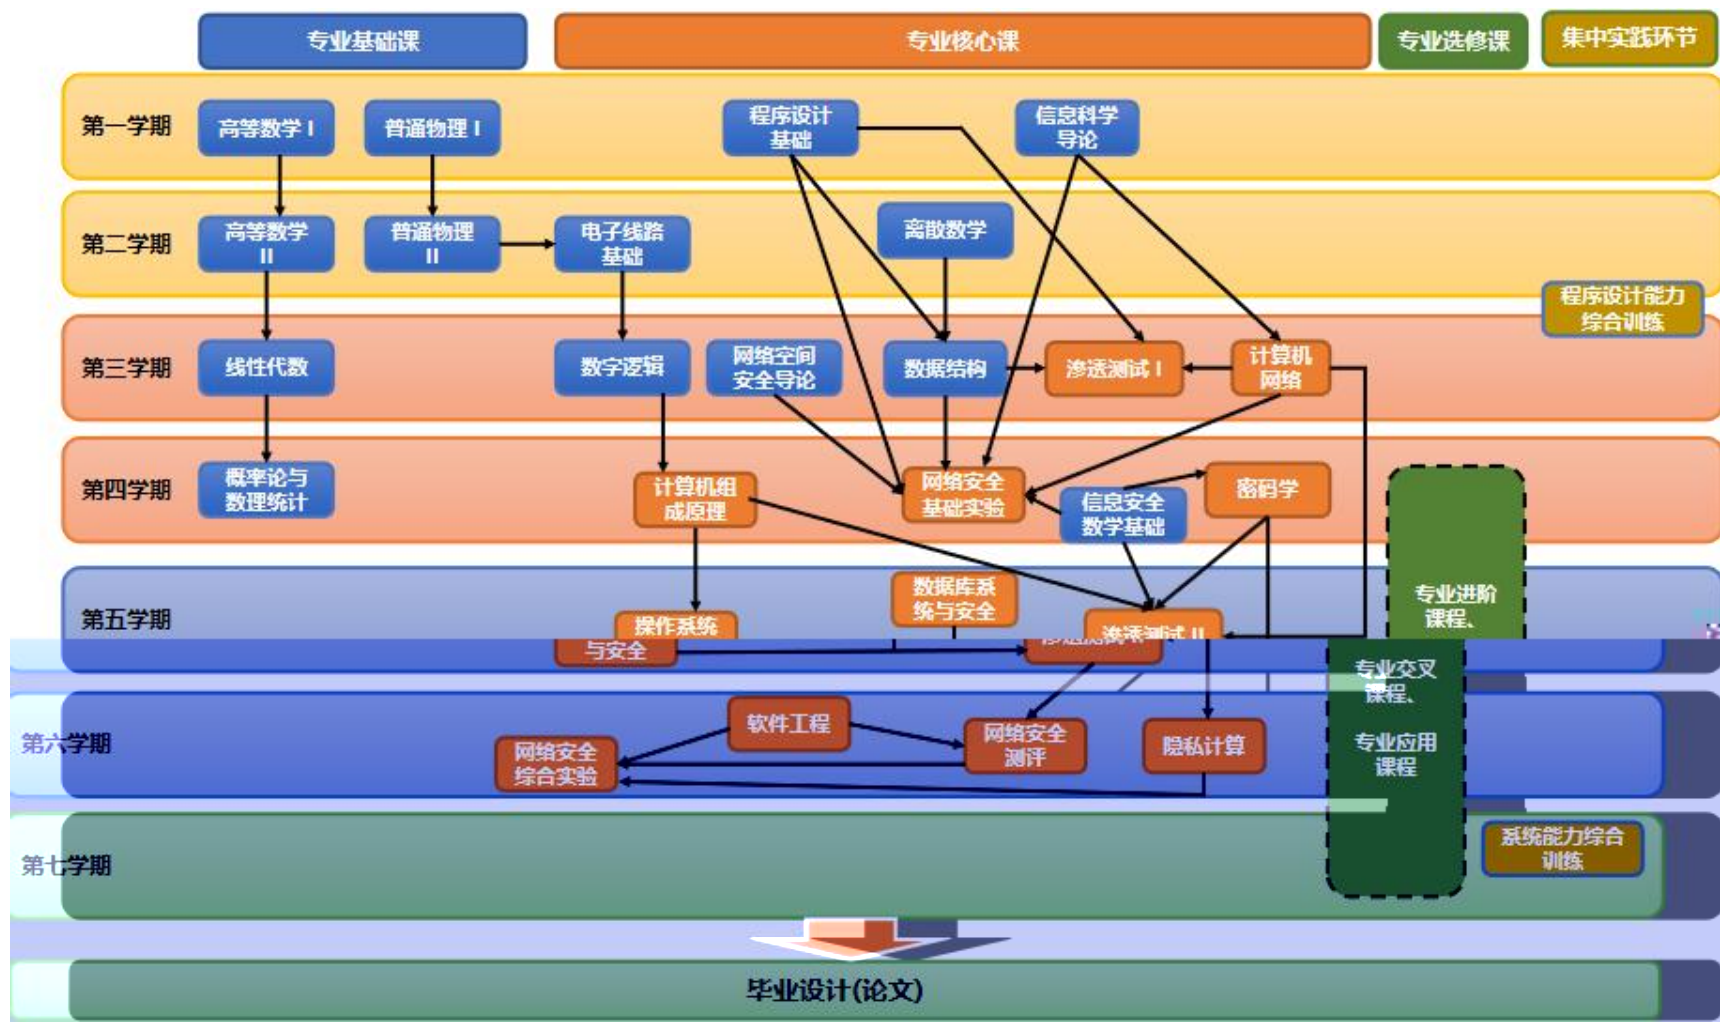 专业基础课
专业核心课
专业选修课
集中实践环节
第一学期
高等数学 I
普通物理 I
程序设计
基础
信息科学
导论
第二学期
高等数学
II
普通物理
II
电子线路
基础
离散数学
程序设计能力
综合训练
第三学期
线性代数
数字逻辑
网络空间
安全导论
数据结构
渗透测试 I
计算机
网络
第四学期
概率论与
数理统计
计算机组
成原理
网络安全
基础实验
信息安全
数学基础
密码学
第五学期
操作系统
与安全
数据库系
统与安全
渗透测试 II
专业进阶
课程、
专业交叉
课程、
专业应用
课程
第六学期
网络安全
综合实验
软件工程
网络安全
测评
隐私计算
第七学期
系统能力综合
训练
毕业设计(论文)